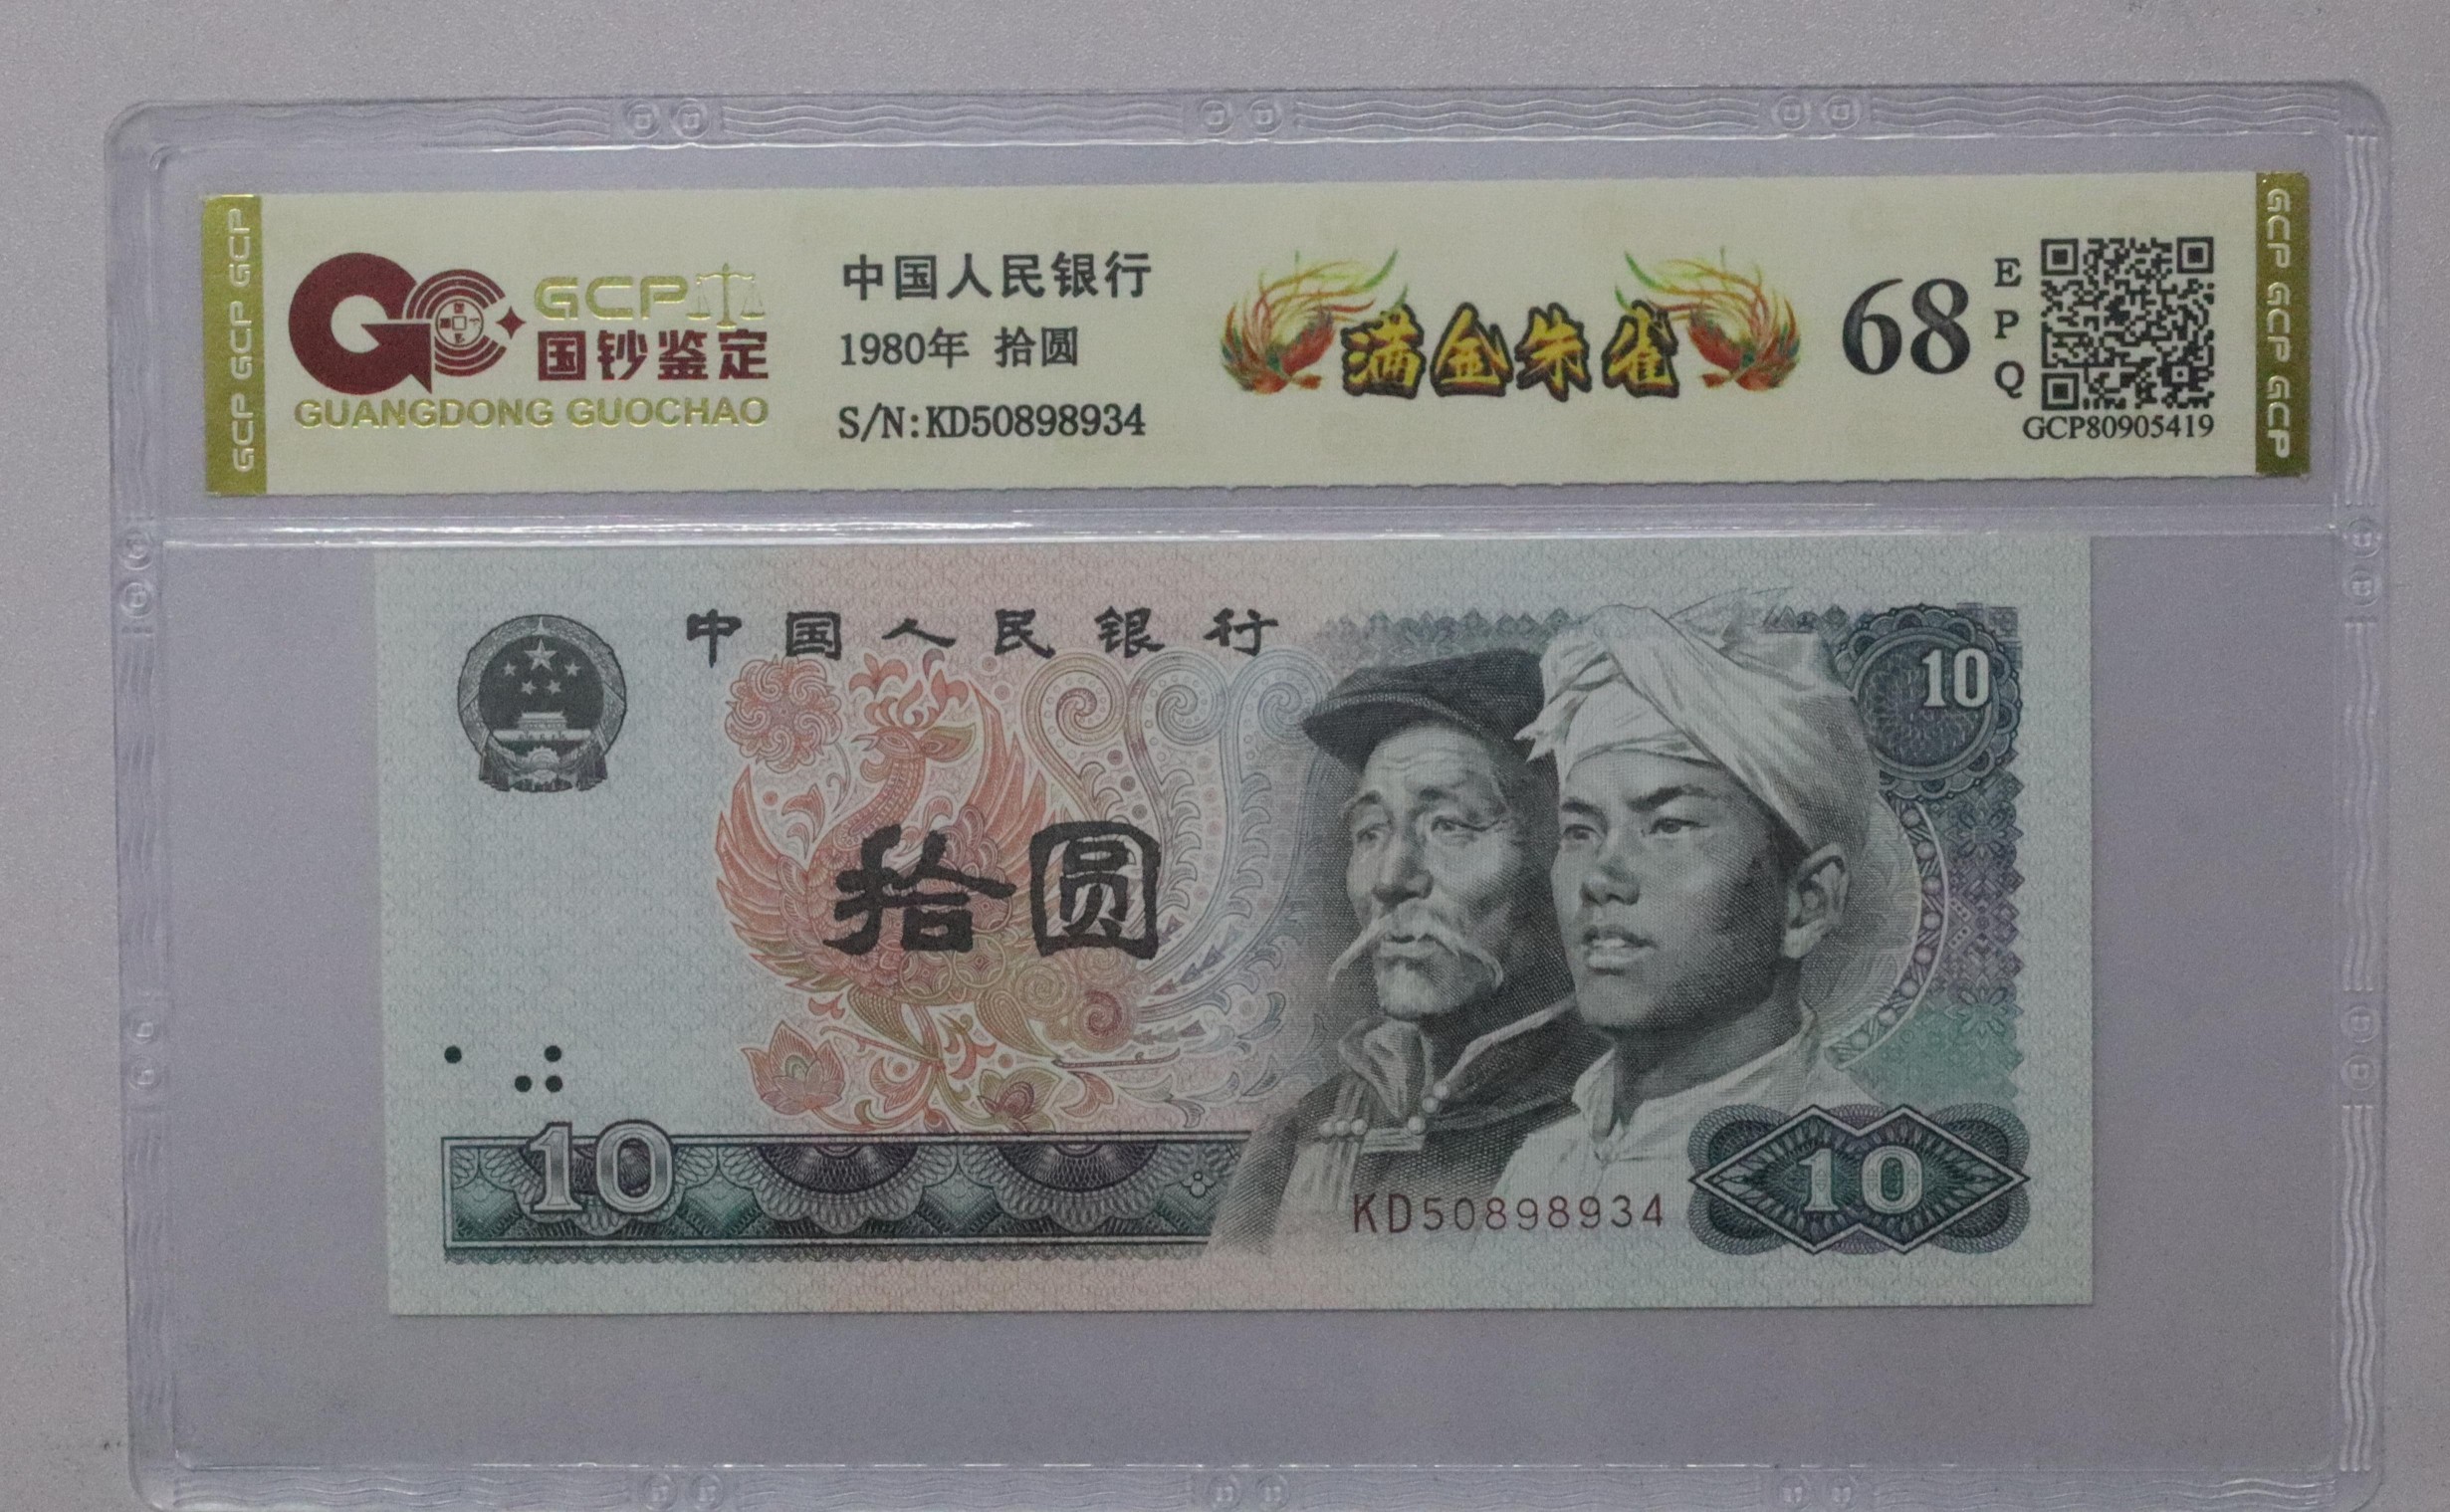 GCP GCP GCP
GCP
国钞鉴定
GUANGDONG GUOCHAO
中国人民银行
1980年 拾圆
S/N:KD50898934
满金朱雀
68
E
P
Q
GCP80905419
GCP GCP GCP
中国人民银行
10
拾圆
10
KD50898934
10